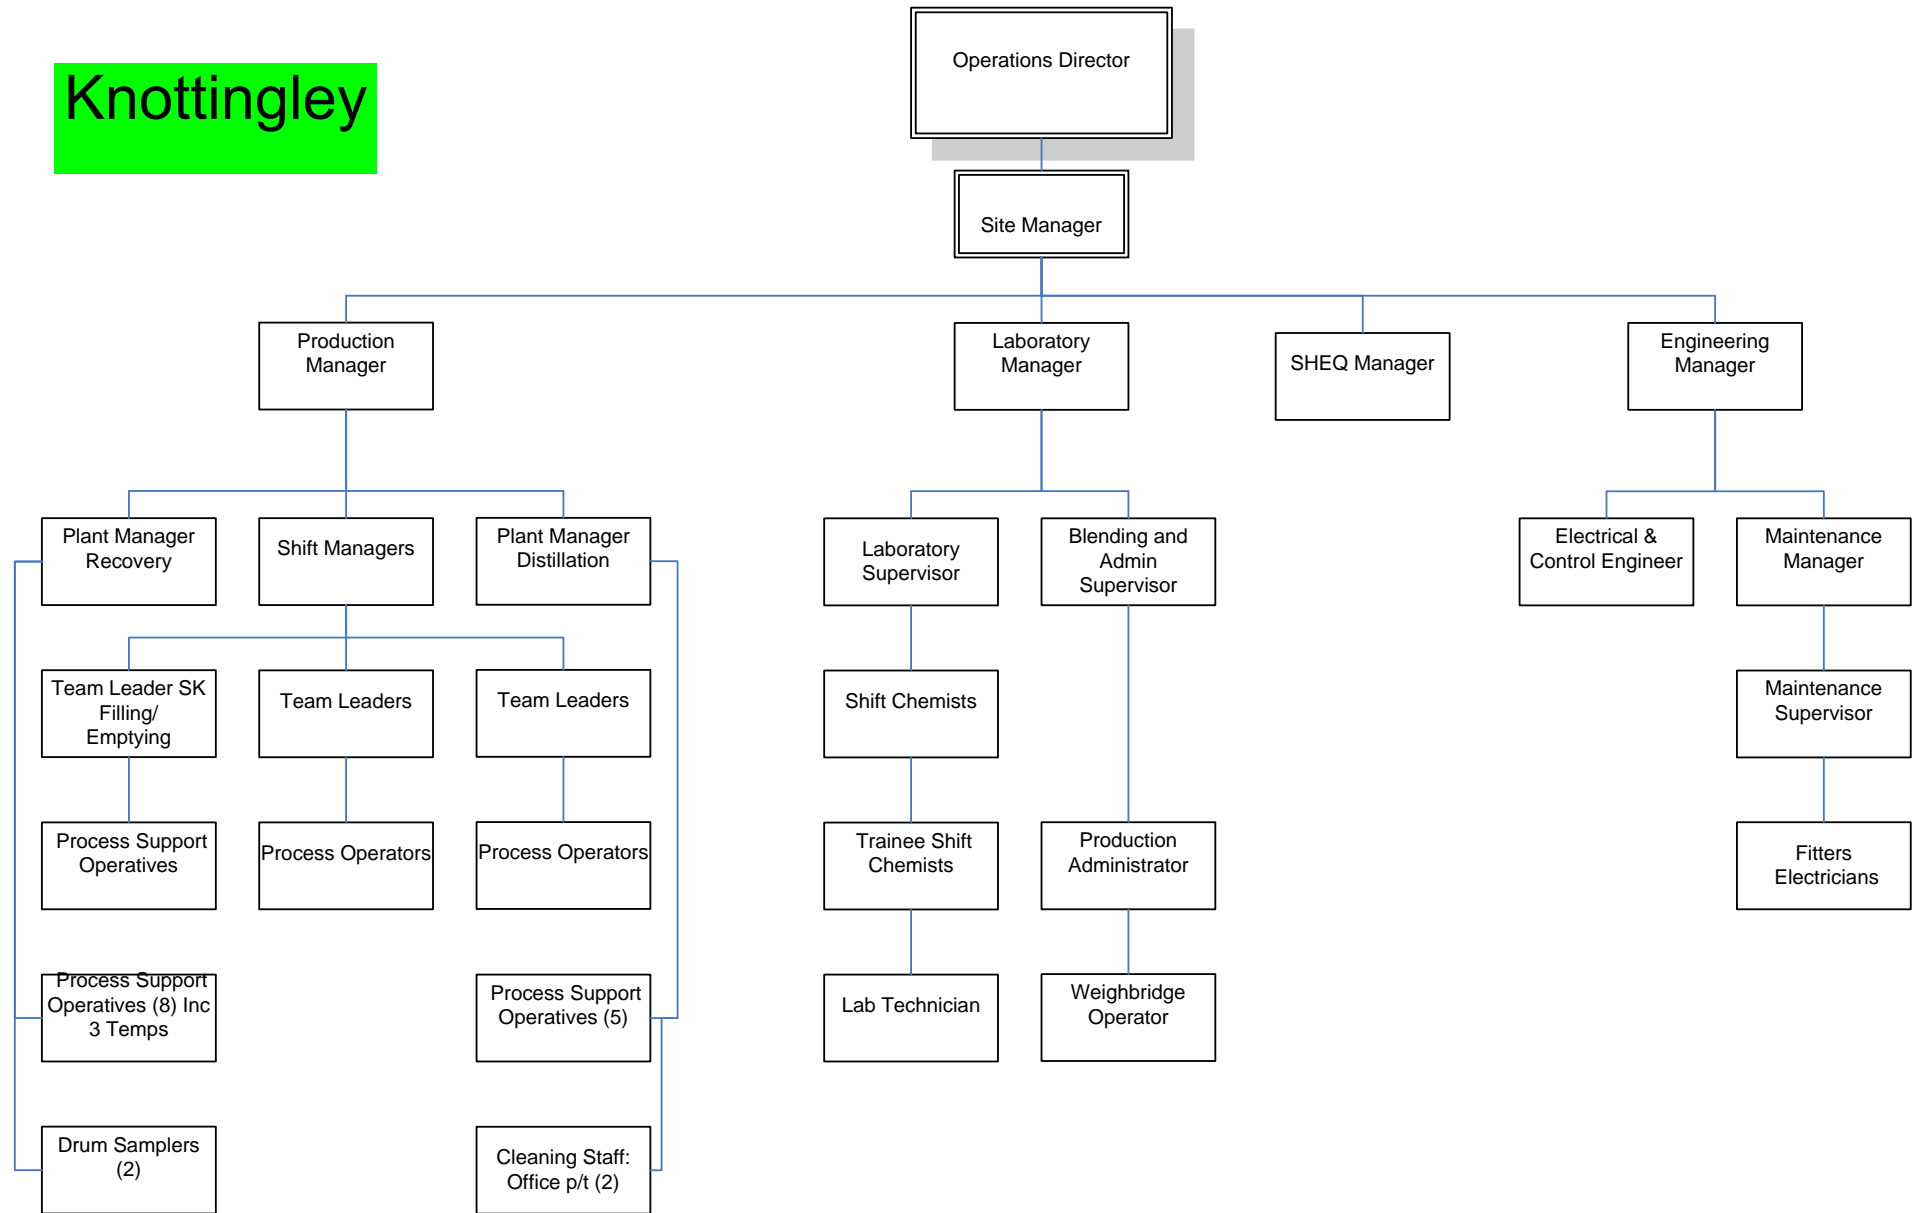 Operations Director
Knottingley
Site Manager
Production
Manager
Laboratory
Manager
SHEQ Manager
Engineering
Manager
Plant Manager
Recovery
Shift Managers
Plant Manager
Distillation
Laboratory
Supervisor
Blending and
Admin
Supervisor
Electrical &
Control Engineer
Maintenance
Manager
Team Leader SK
Filling/
Emptying
Team Leaders
Team Leaders
Shift Chemists
Maintenance
Supervisor
Process Support
Operatives
Process Operators
Process Operators
Trainee Shift
Chemists
Production
Administrator
Fitters
Electricians
Process Support
Operatives (8) Inc
3 Temps
Process Support
Operatives (5)
Lab Technician
Weighbridge
Operator
Drum Samplers
(2)
Cleaning Staff:
Office p/t (2)